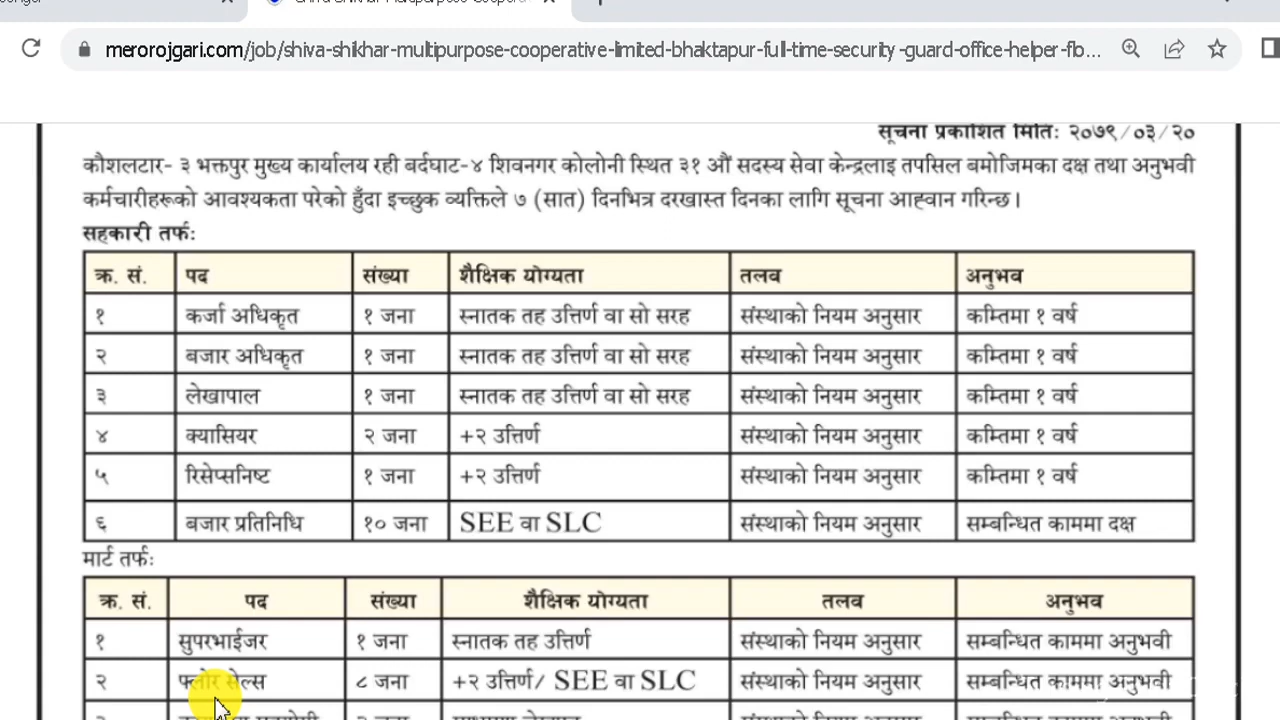 merorojgari.com/job/shiva-shikhar-multipurpose-cooperative-limited-bhaktapur-full-time-security-guard-office-helper-fb...
सूचना प्रकाशित मितिः २०७९/०३/२०
कौशलटार- ३ भक्तपुर मुख्य कार्यालय रही बर्दघाट-४ शिवनगर कोलोनी स्थित ३१ औं सदस्य सेवा केन्द्रलाइ तपसिल बमोजिमका दक्ष तथा अनुभवी
कर्मचारीहरूको आवश्यकता परेको हुँदा इच्छुक व्यक्तिले ७ (सात) दिनभित्र दरखास्त दिनका लागि सूचना आह्वान गरिन्छ।
सहकारी तर्फः
क्र. सं. पद संख्या शैक्षिक योग्यता तलव अनुभव
१ कर्जा अधिकृत १ जना स्नातक तह उत्तिर्ण वा सो सरह संस्थाको नियम अनुसार कम्तिमा १ वर्ष
२ बजार अधिकृत १ जना स्नातक तह उत्तिर्ण वा सो सरह संस्थाको नियम अनुसार कम्तिमा १ वर्ष
३ लेखापाल १ जना स्नातक तह उत्तिर्ण वा सो सरह संस्थाको नियम अनुसार कम्तिमा १ वर्ष
४ क्यासियर २ जना +२ उत्तिर्ण संस्थाको नियम अनुसार कम्तिमा १ वर्ष
५ रिसेप्सनिष्ट १ जना +२ उत्तिर्ण संस्थाको नियम अनुसार कम्तिमा १ वर्ष
६ बजार प्रतिनिधि १० जना SEE वा SLC संस्थाको नियम अनुसार सम्बन्धित काममा दक्ष
मार्ट तर्फः
क्र. सं. पद संख्या शैक्षिक योग्यता तलव अनुभव
१ सुपरभाईजर १ जना स्नातक तह उत्तिर्ण संस्थाको नियम अनुसार सम्बन्धित काममा अनुभवी
२ फ्लोर सेल्स ८ जना +२ उत्तिर्ण/ SEE वा SLC संस्थाको नियम अनुसार सम्बन्धित काममा अनुभवी